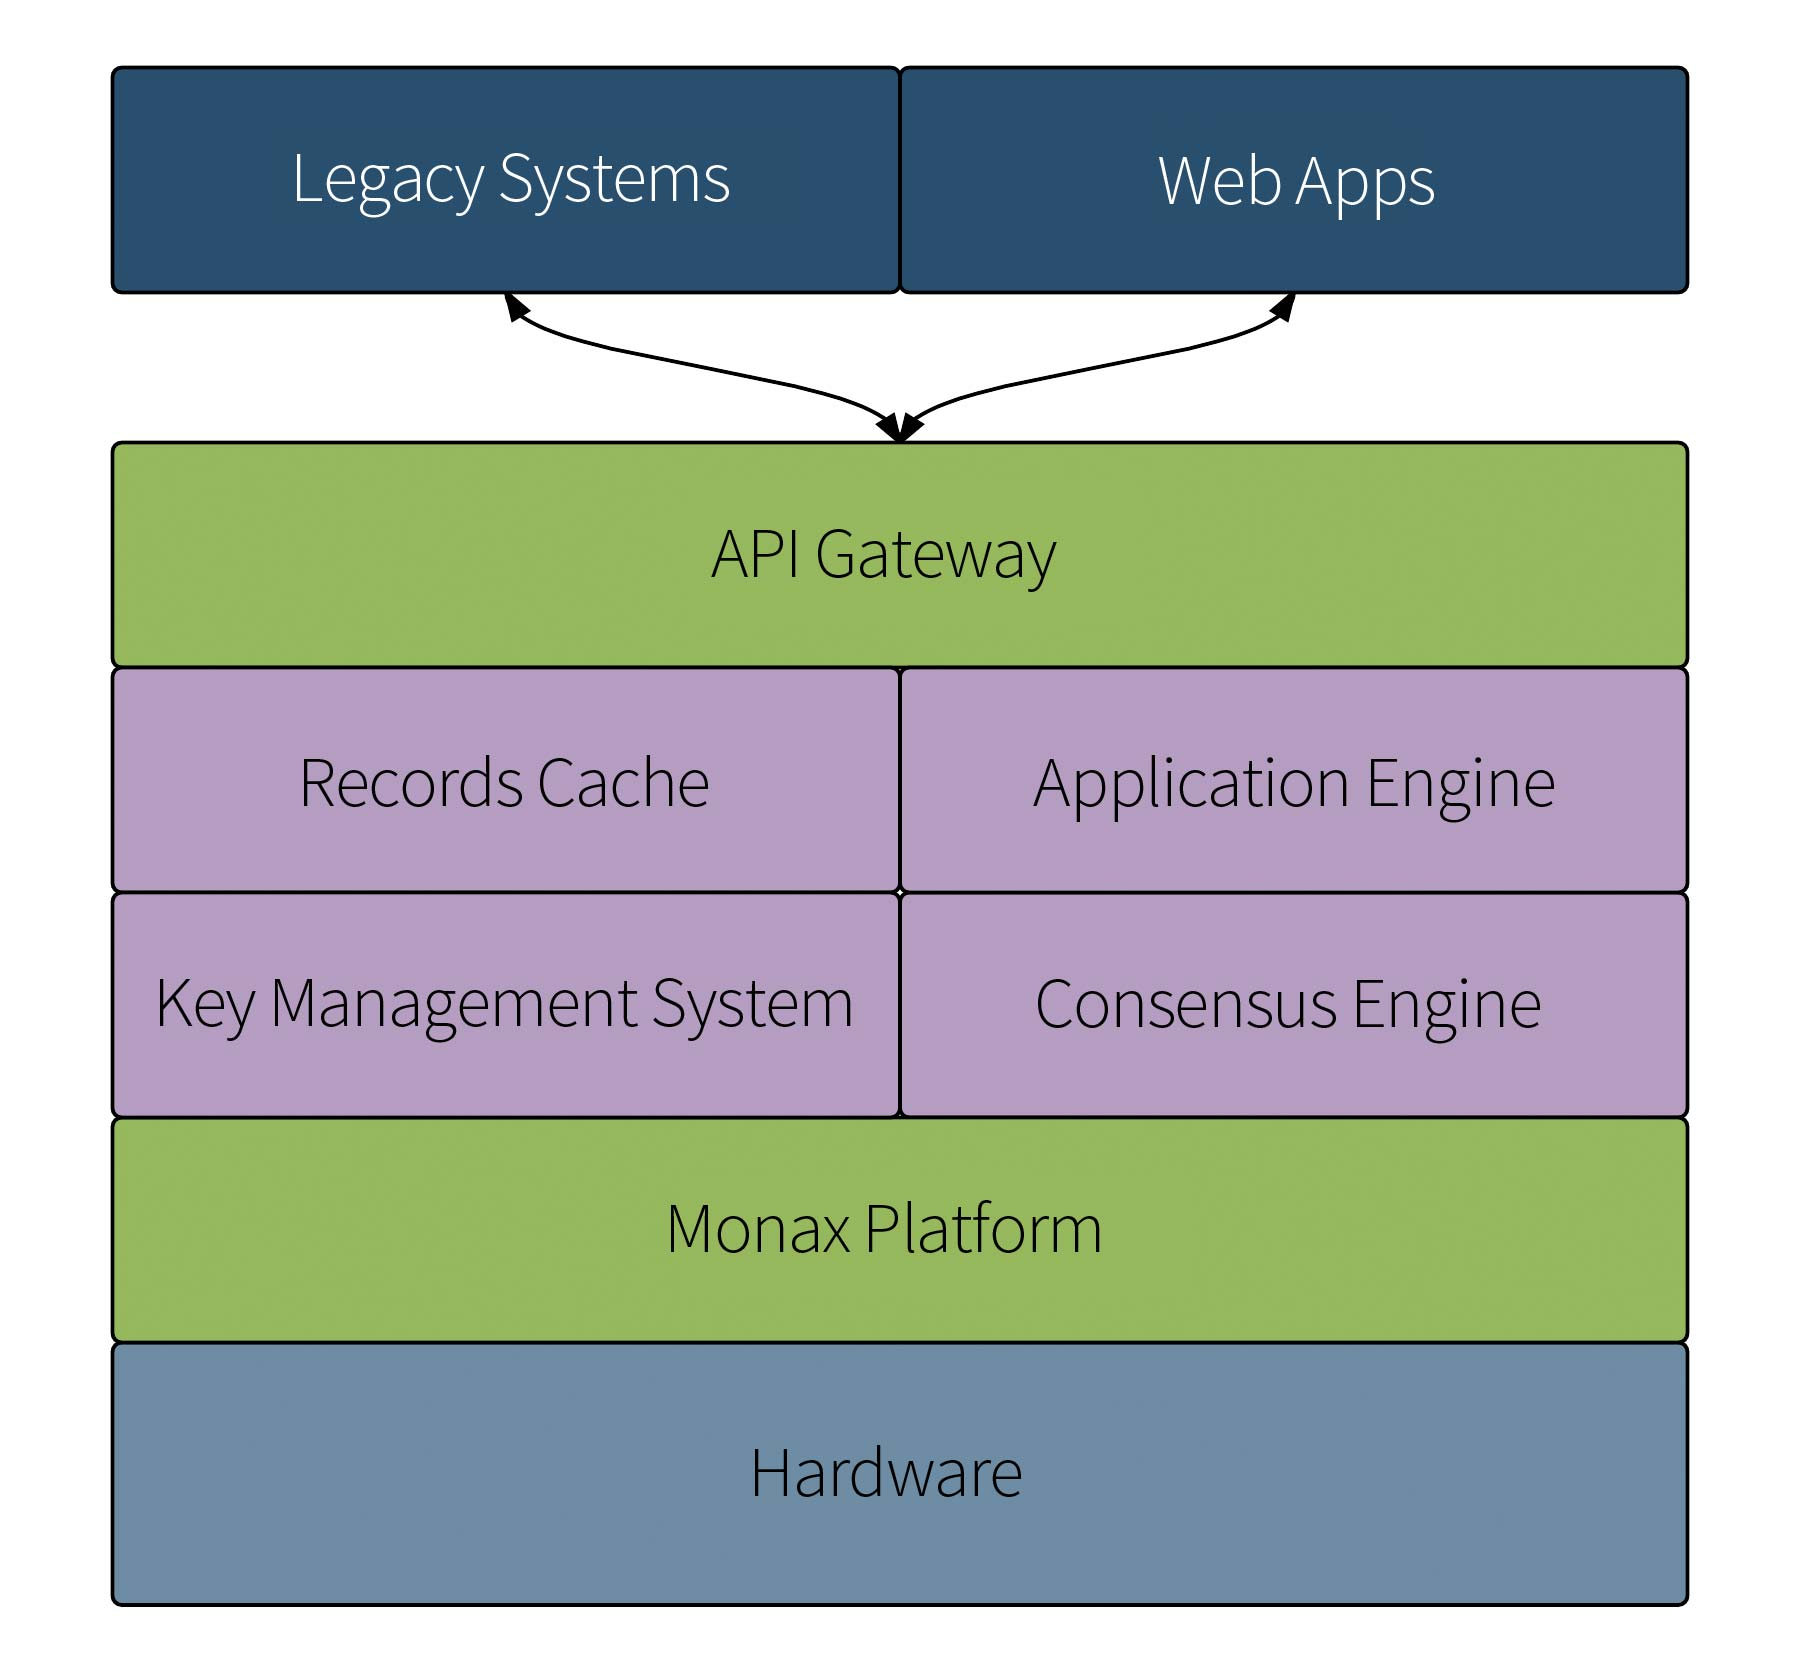 Legacy Systems
Web Apps
API Gateway
Records Cache
Application Engine
Key Management System
Consensus Engine
Monax Platform
Hardware